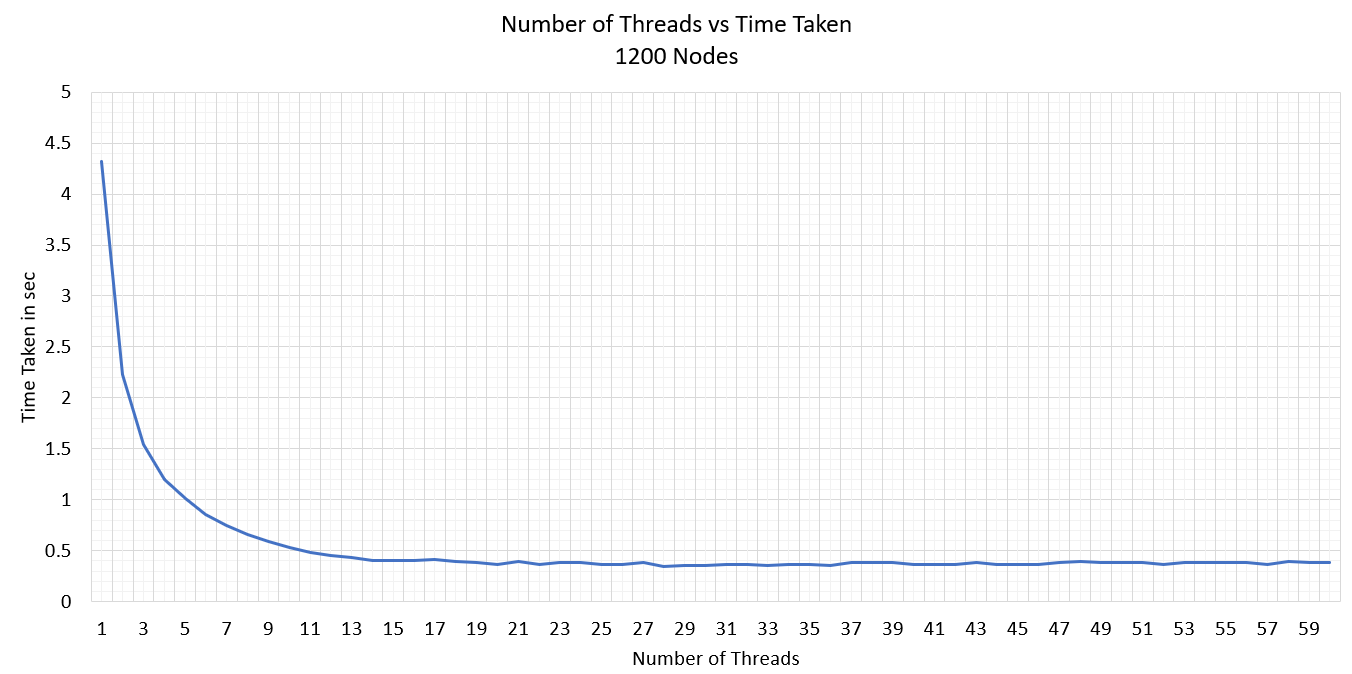 Number of Threads vs Time Taken
1200 Nodes
5
4.5
4
3.5
3
2.5
2
1.5
1
0.5
0
Time Taken in sec
1 3 5 7 9 11 13 15 17 19 21 23 25 27 29 31 33 35 37 39 41 43 45 47 49 51 53 55 57 59
Number of Threads